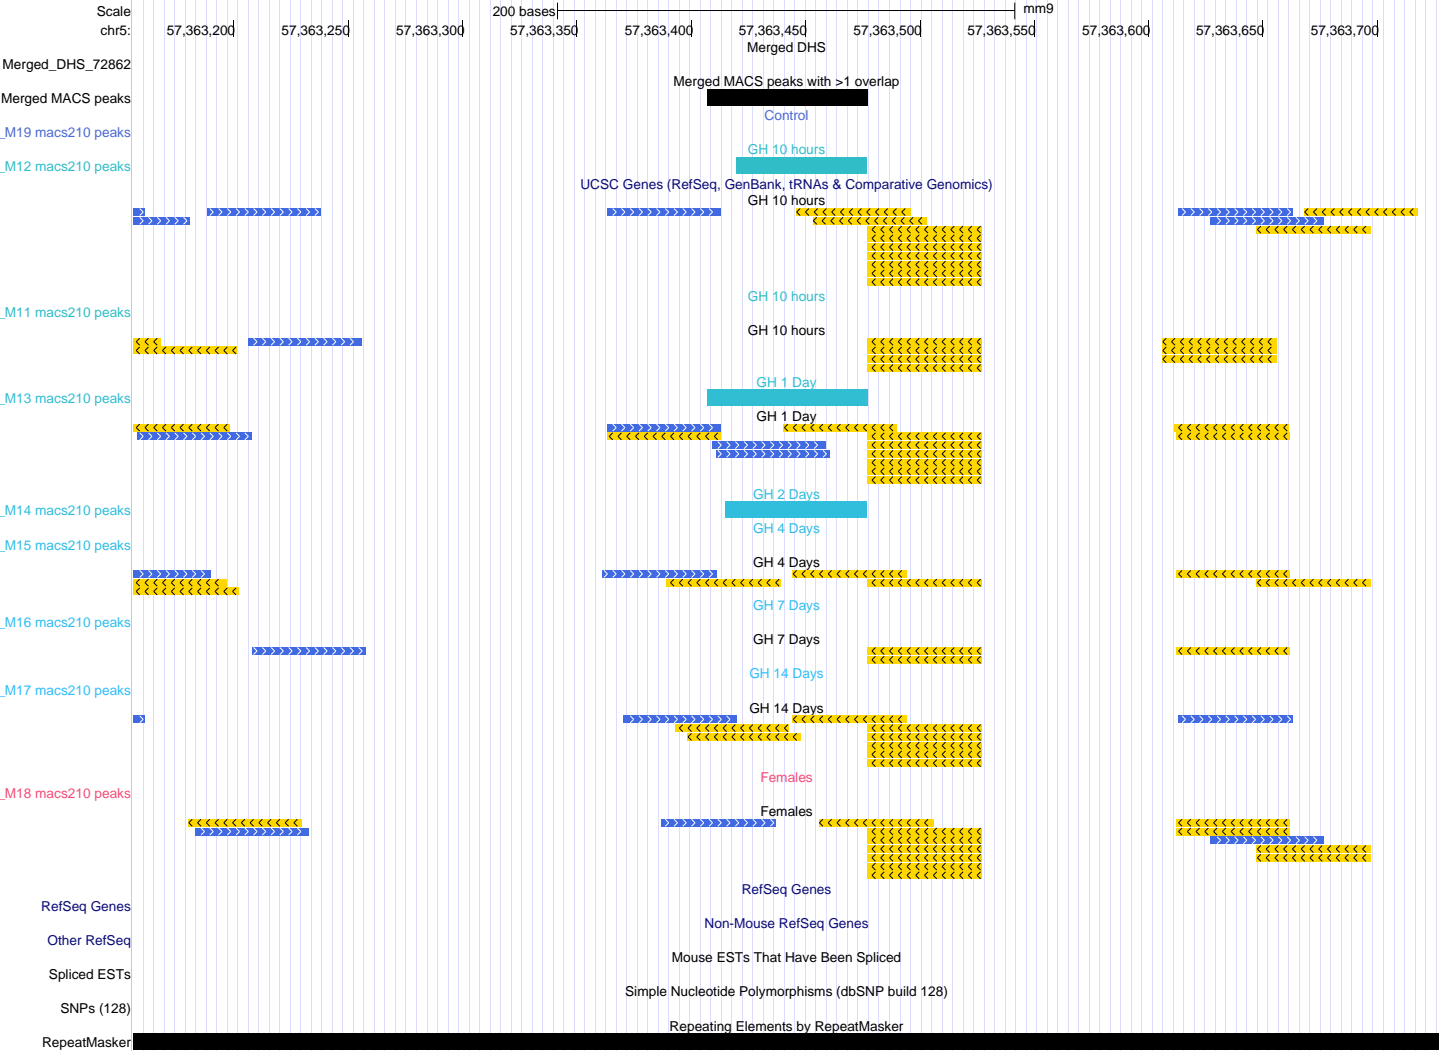 Scale 200 bases mm9
chr5: 57,363,200 57,363,250 57,363,300 57,363,350 57,363,400 57,363,450 57,363,500 57,363,550 57,363,600 57,363,650 57,363,700
Merged DHS
Merged_DHS_72862
Merged MACS peaks with >1 overlap
Merged MACS peaks
Control
_M19 macs210 peaks
GH 10 hours
_M12 macs210 peaks
UCSC Genes (RefSeq, GenBank, tRNAs & Comparative Genomics)
GH 10 hours
GH 10 hours
_M11 macs210 peaks
GH 10 hours
GH 1 Day
_M13 macs210 peaks
GH 1 Day
GH 2 Days
_M14 macs210 peaks
GH 4 Days
_M15 macs210 peaks
GH 4 Days
GH 7 Days
_M16 macs210 peaks
GH 7 Days
GH 14 Days
_M17 macs210 peaks
GH 14 Days
Females
_M18 macs210 peaks
Females
RefSeq Genes
RefSeq Genes
Non-Mouse RefSeq Genes
Other RefSeq
Mouse ESTs That Have Been Spliced
Spliced ESTs
Simple Nucleotide Polymorphisms (dbSNP build 128)
SNPs (128)
Repeating Elements by RepeatMasker
RepeatMasker